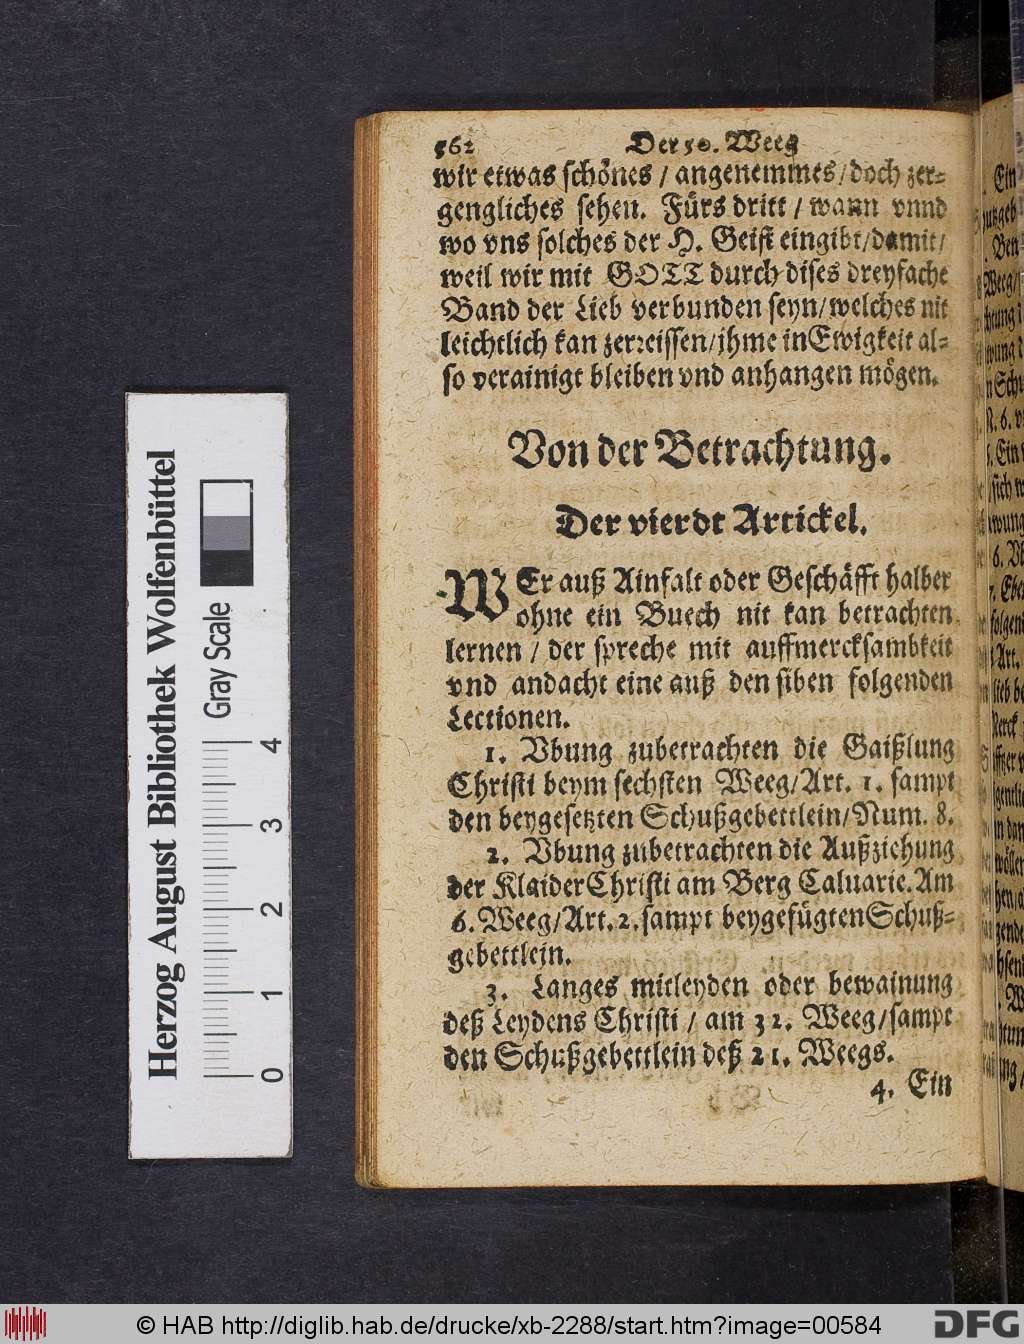 562 Der 50. Weeg
wir etwas schönes / angenemmes / doch zer-
gengliches sehen. Fürs dritt / wann vnnd
wo vns solches der H. Geist eingibt / damit /
weil wir mit GOTT durch dises dreyfache
Band der Lieb verbunden seyn / welches nit
leichtlich kan zerreissen / jhme in Ewigkeit al-
so verainigt bleiben vnd anhangen mögen.
Von der Betrachtung.
Der vierdt Artickel.
WEr auß Ainfalt oder Geschäfft halber
ohne ein Buech nit kan betrachten
lernen / der spreche mit auffmercksambkeit
vnd andacht eine auß den siben folgenden
Lectionen.
1. Vbung zubetrachten die Gaißlung
Christi beym sechsten Weeg / Art. 1. sampt
den beygesetzten Schußgebettlein / Num. 8.
2. Vbung zubetrachten die Außziehung
der Klaider Christi am Berg Caluarie. Am
6. Weeg / Art. 2. sampt beygefügten Schuß-
gebettlein.
3. Langes mitleyden oder bewainung
deß Leydens Christi / am 32. Weeg / sampt
den Schußgebettlein deß 21. Weegs.
4. Ein
Herzog August Bibliothek Wolfenbüttel
Gray Scale
0 1 2 3 4
© HAB http://diglib.hab.de/drucke/xb-2288/start.htm?image=00584
DFG